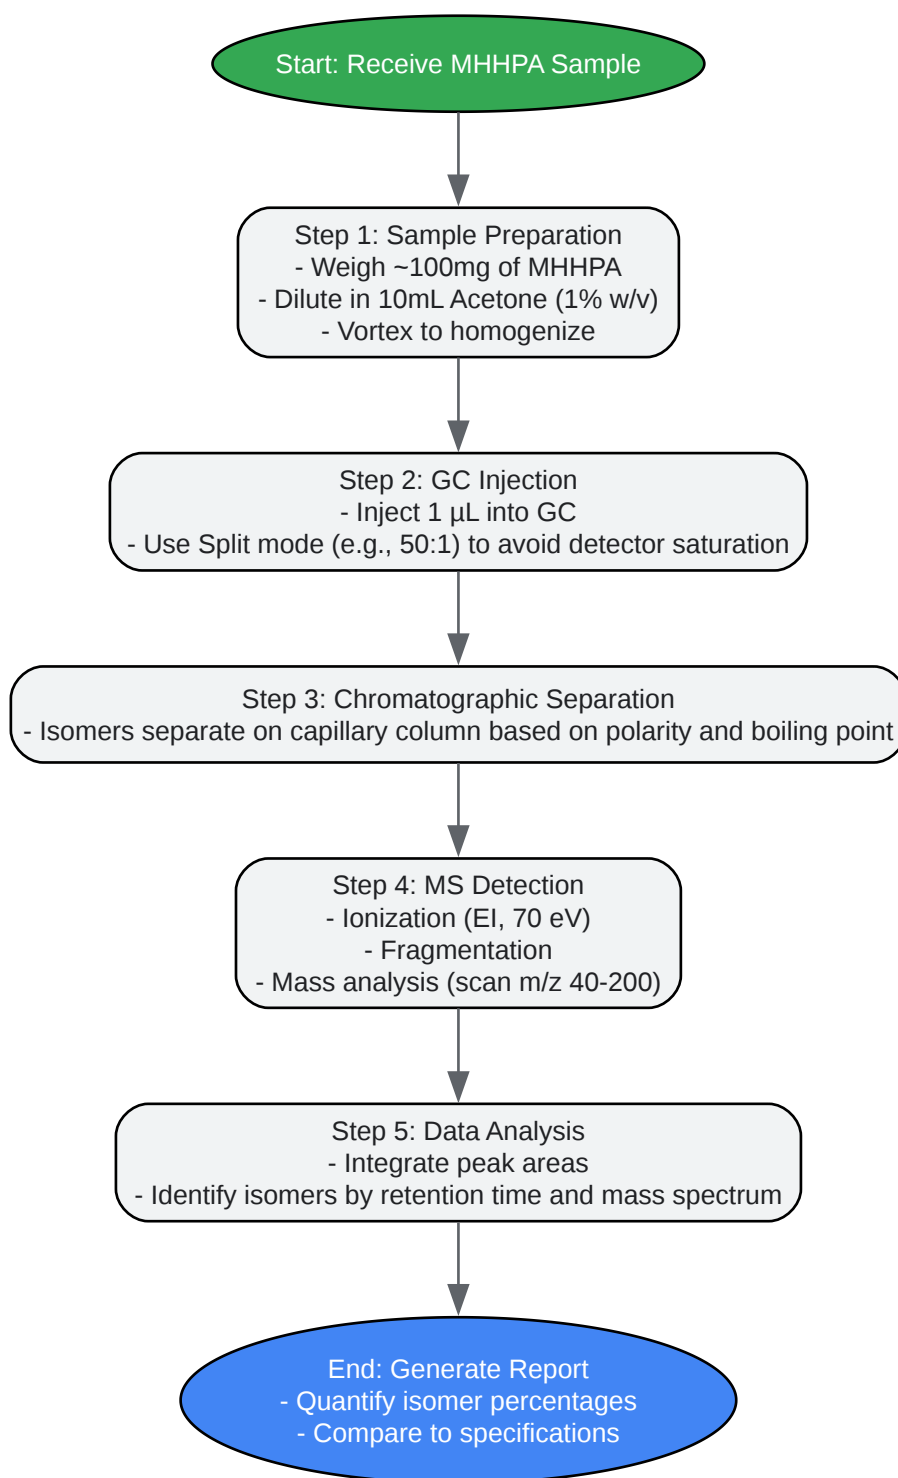 Start: Receive MHHPA Sample
Step 1: Sample Preparation
- Weigh ~100mg of MHHPA
- Dilute in 10mL Acetone (1% w/v)
- Vortex to homogenize
Step 2: GC Injection
- Inject 1 µL into GC
- Use Split mode (e.g., 50:1) to avoid detector saturation
Step 3: Chromatographic Separation
- Isomers separate on capillary column based on polarity and boiling point
Step 4: MS Detection
- Ionization (EI, 70 eV)
- Fragmentation
- Mass analysis (scan m/z 40-200)
Step 5: Data Analysis
- Integrate peak areas
- Identify isomers by retention time and mass spectrum
End: Generate Report
- Quantify isomer percentages
- Compare to specifications